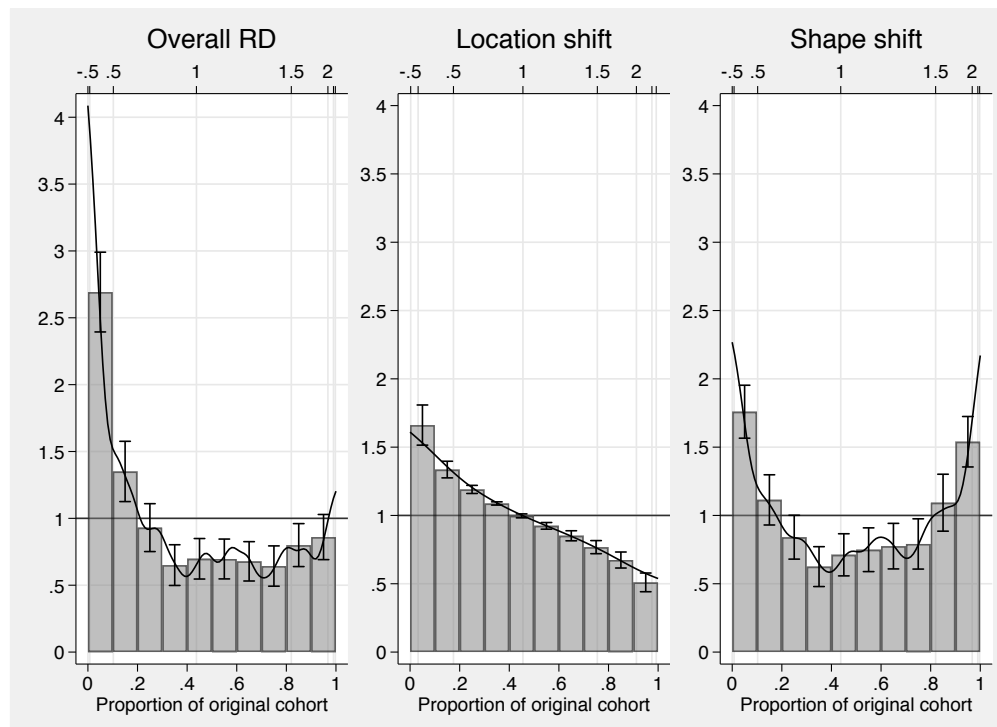 Overall RD
Location shift
Shape shift
-.5 .5 1 1.5 2
-.5 .5 1 1.5 2
-.5 .5 1 1.5 2
4
3.5
3
2.5
2
1.5
1
.5
0
4
3.5
3
2.5
2
1.5
1
.5
0
4
3.5
3
2.5
2
1.5
1
.5
0
0 .2 .4 .6 .8 1
0 .2 .4 .6 .8 1
0 .2 .4 .6 .8 1
Proportion of original cohort
Proportion of original cohort
Proportion of original cohort